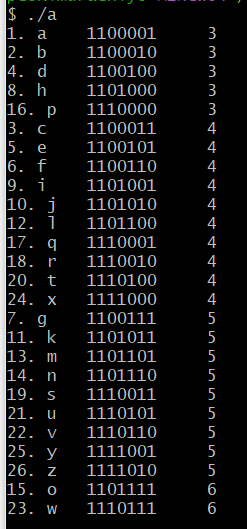 $ ./a
1. a 1100001 3
2. b 1100010 3
4. d 1100100 3
8. h 1101000 3
16. p 1110000 3
3. c 1100011 4
5. e 1100101 4
6. f 1100110 4
9. i 1101001 4
10. j 1101010 4
12. l 1101100 4
17. q 1110001 4
18. r 1110010 4
20. t 1110100 4
24. x 1111000 4
7. g 1100111 5
11. k 1101011 5
13. m 1101101 5
14. n 1101110 5
19. s 1110011 5
21. u 1110101 5
22. v 1110110 5
25. y 1111001 5
26. z 1111010 5
15. o 1101111 6
23. w 1110111 6